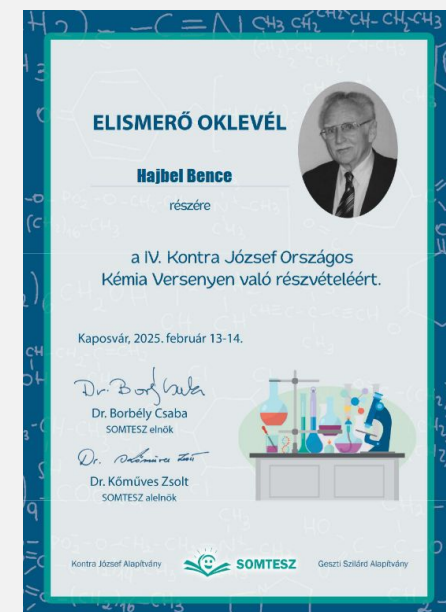 ELISMERŐ OKLEVÉL
Hajbel Bence
részére
a IV. Kontra József Országos
Kémia Versenyen való részvételéért.
Kaposvár, 2025. február 13-14.
Dr. Borbély Csaba
SOMTESZ elnök
Dr. Kőműves Zsolt
SOMTESZ alelnök
Kontra József Alapítvány
SOMTESZ
Geszti Szilárd Alapítvány